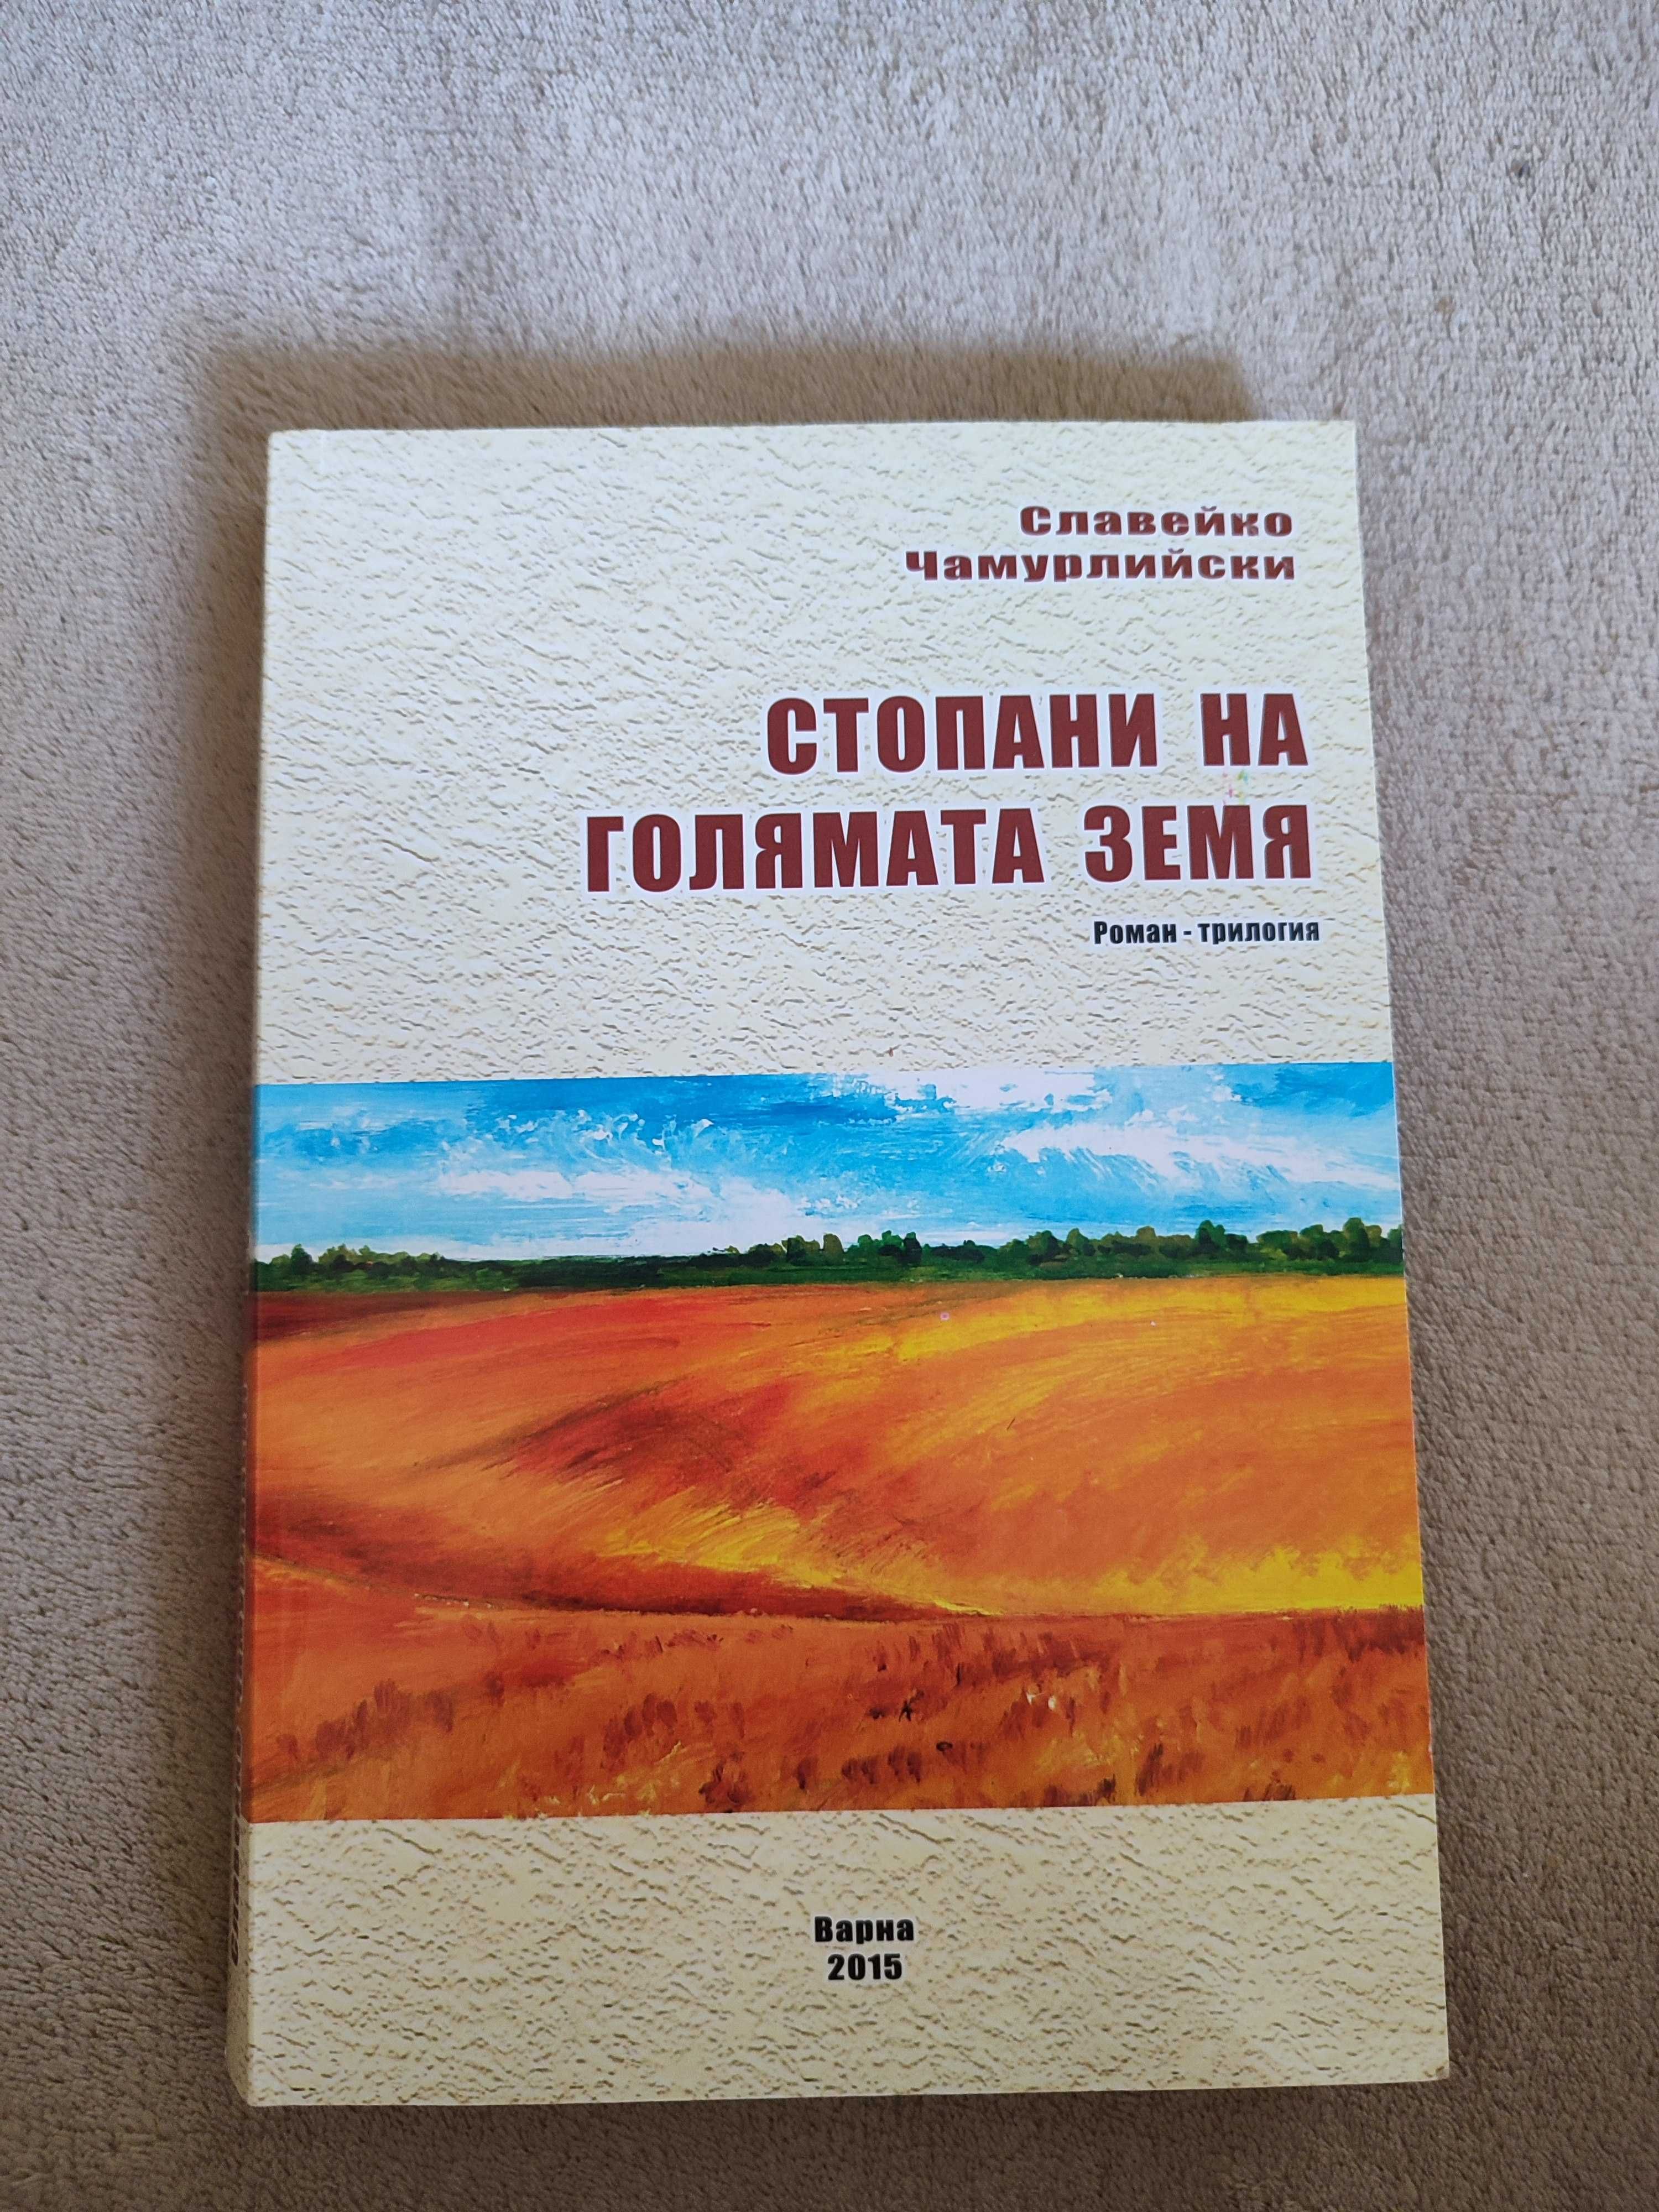 Славейко
Чамурлийски
СТОПАНИ НА
ГОЛЯМАТА ЗЕМЯ
Роман - трилогия
Варна
2015